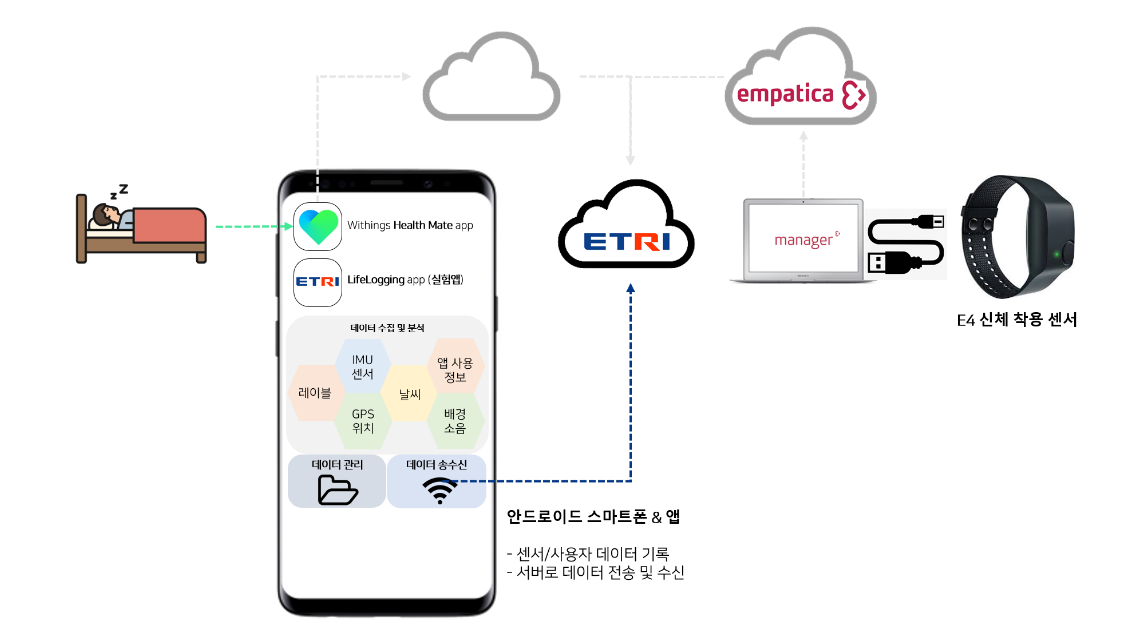 empatica
z z
Withings Health Mate app
ETRI
LifeLogging app (실험앱)
ETRI
manager E
E4 신체 착용 센서
데이터 수집 및 분석
IMU
센서
앱 사용
정보
레이블
날씨
GPS
위치
배경
소음
데이터 관리
데이터 송수신
안드로이드 스마트폰 & 앱
- 센서/사용자 데이터 기록
- 서버로 데이터 전송 및 수신